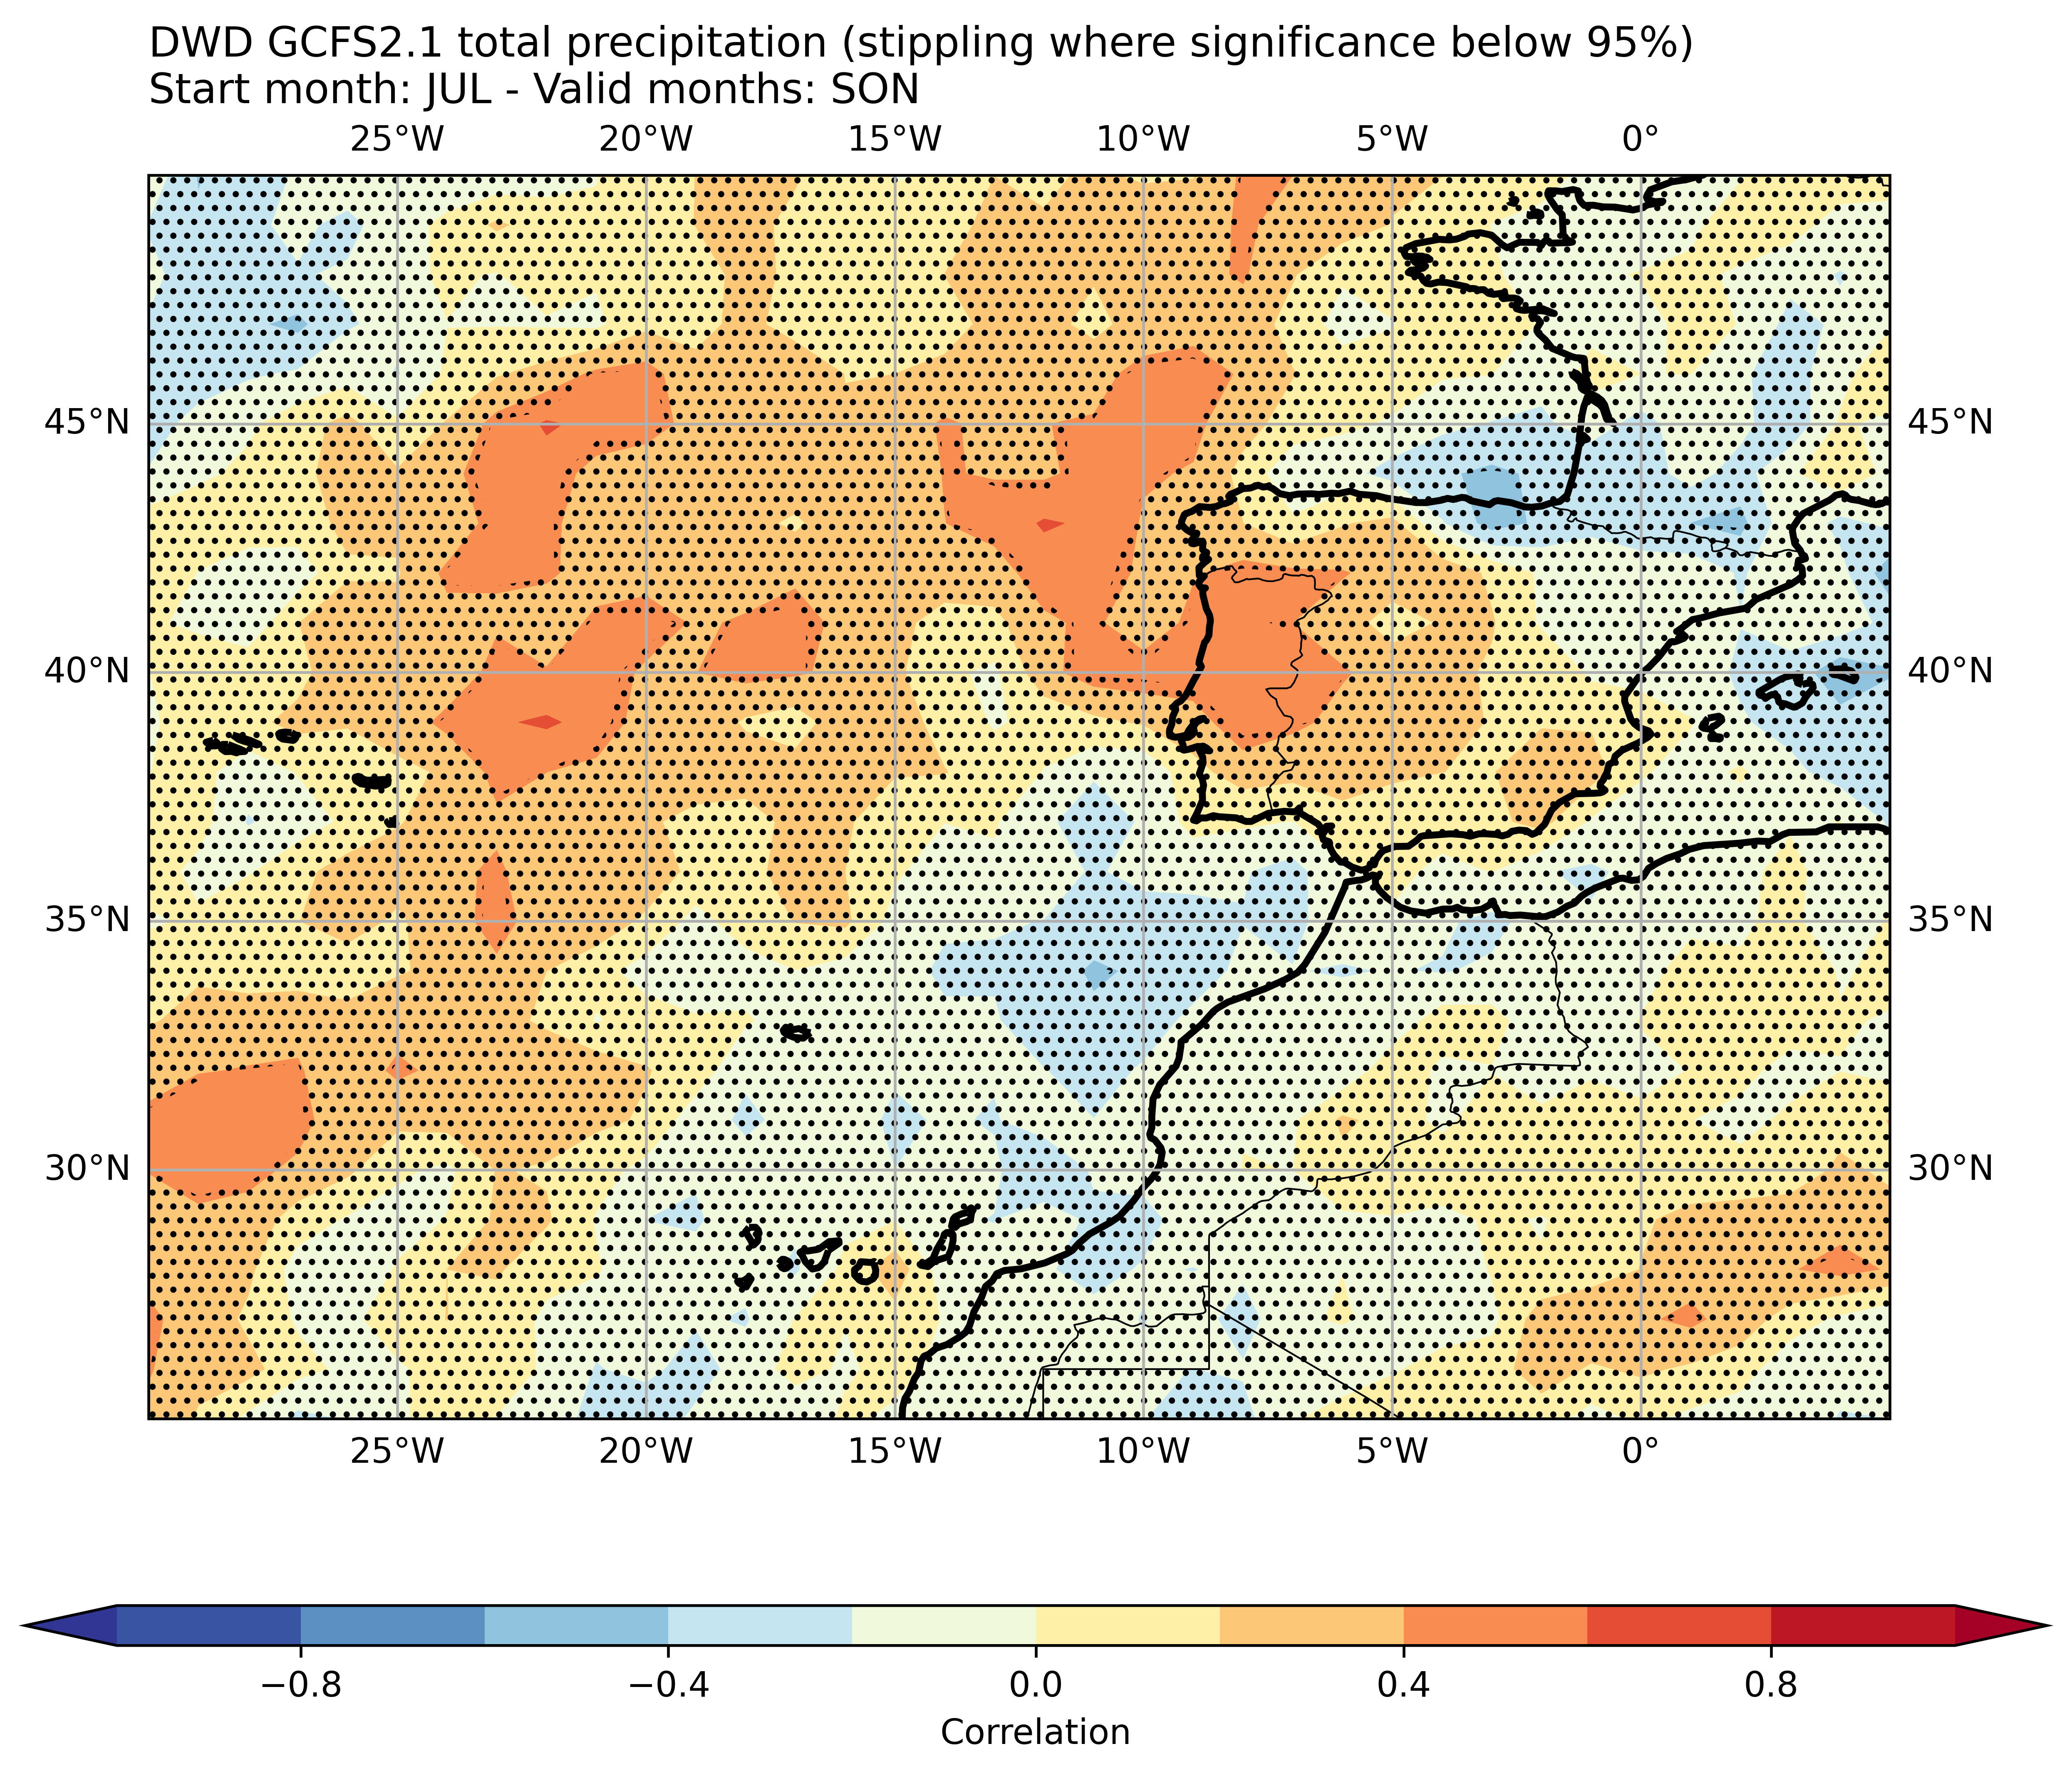 DWD GCFS2.1 total precipitation (stippling where significance below 95%)
Start month: JUL - Valid months: SON
25°W 20°W 15°W 10°W 5°W 0°
45°N 45°N
40°N 40°N
35°N 35°N
30°N 30°N
25°W 20°W 15°W 10°W 5°W 0°
−0.8 −0.4 0.0 0.4 0.8
Correlation